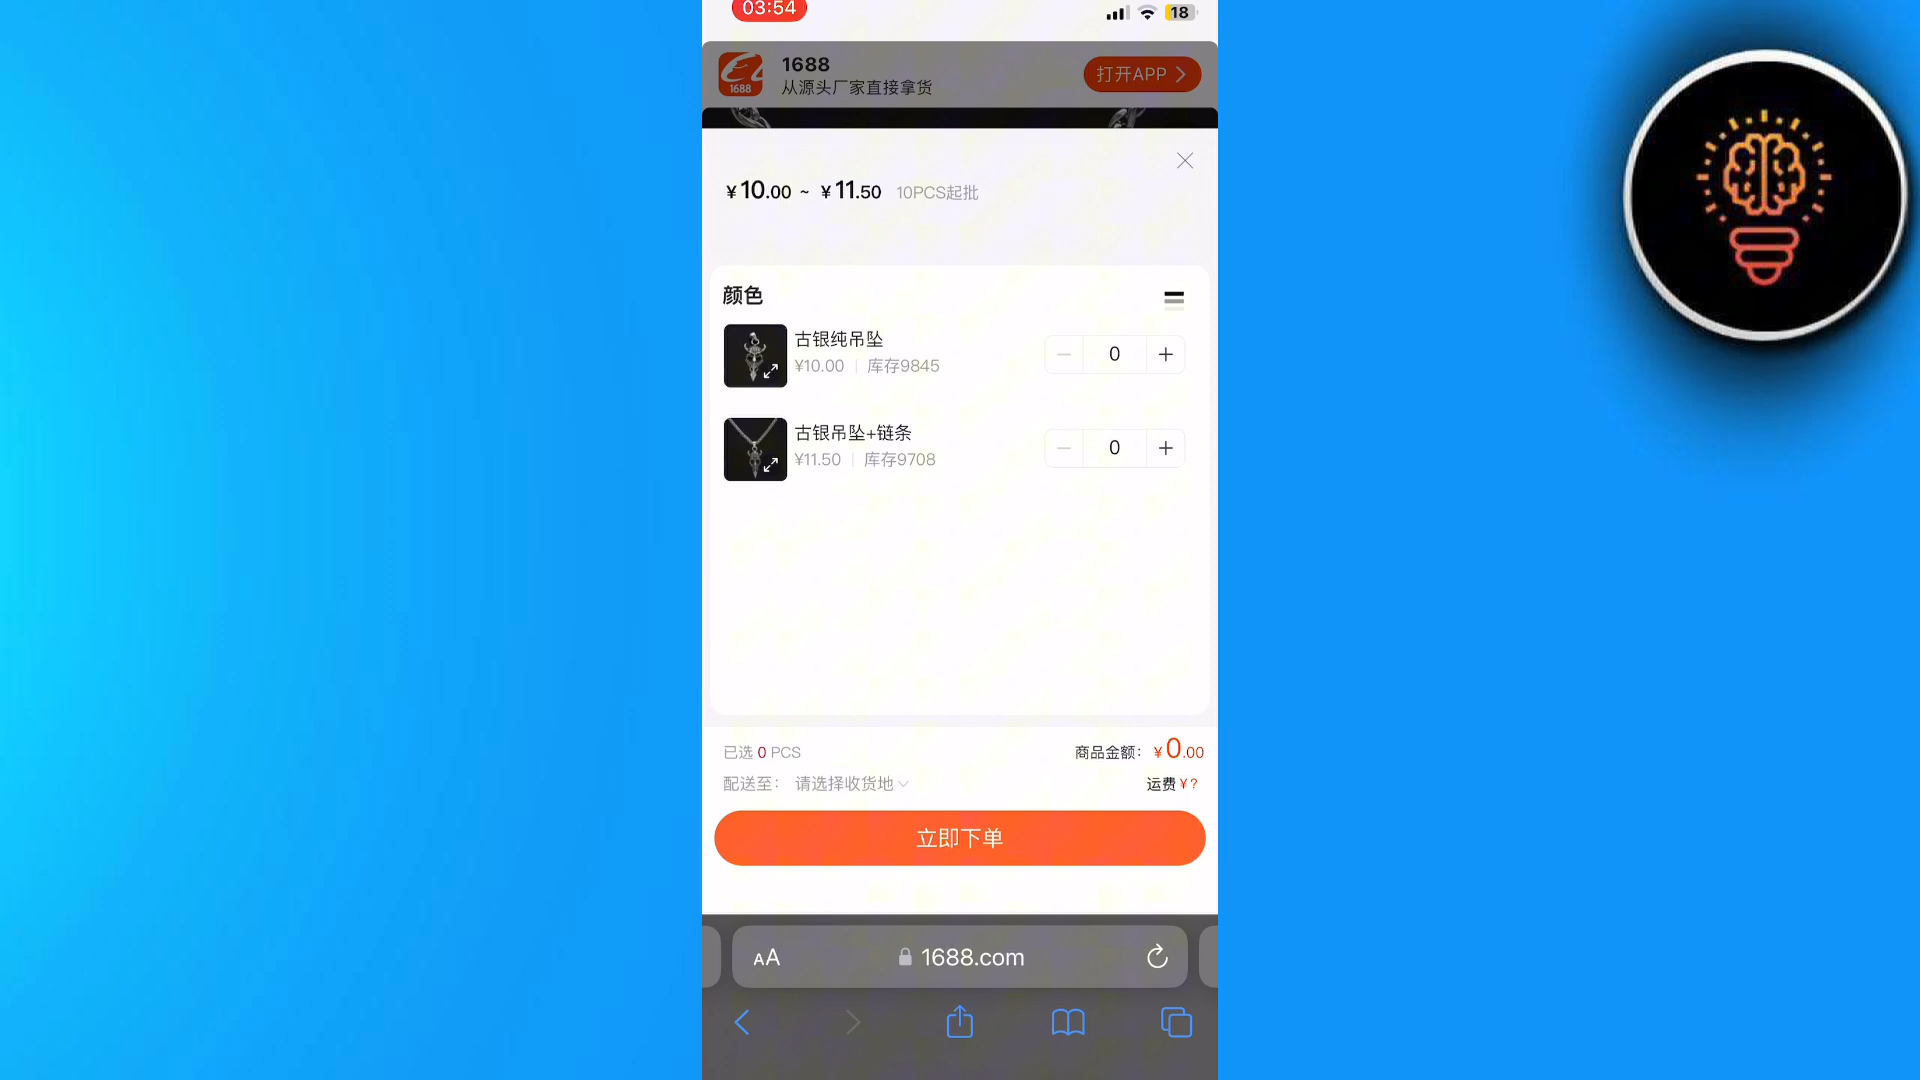 03:54
18
1688
从源头厂家直接拿货
1688
打开APP
¥10.00 ~ ¥11.50 10PCS起批
颜色
古银纯吊坠
¥10.00 | 库存9845
0
古银吊坠+链条
¥11.50 | 库存9708
0
已选 0 PCS
商品金额: ¥0.00
配送至: 请选择收货地
运费¥?
立即下单
AA
1688.com